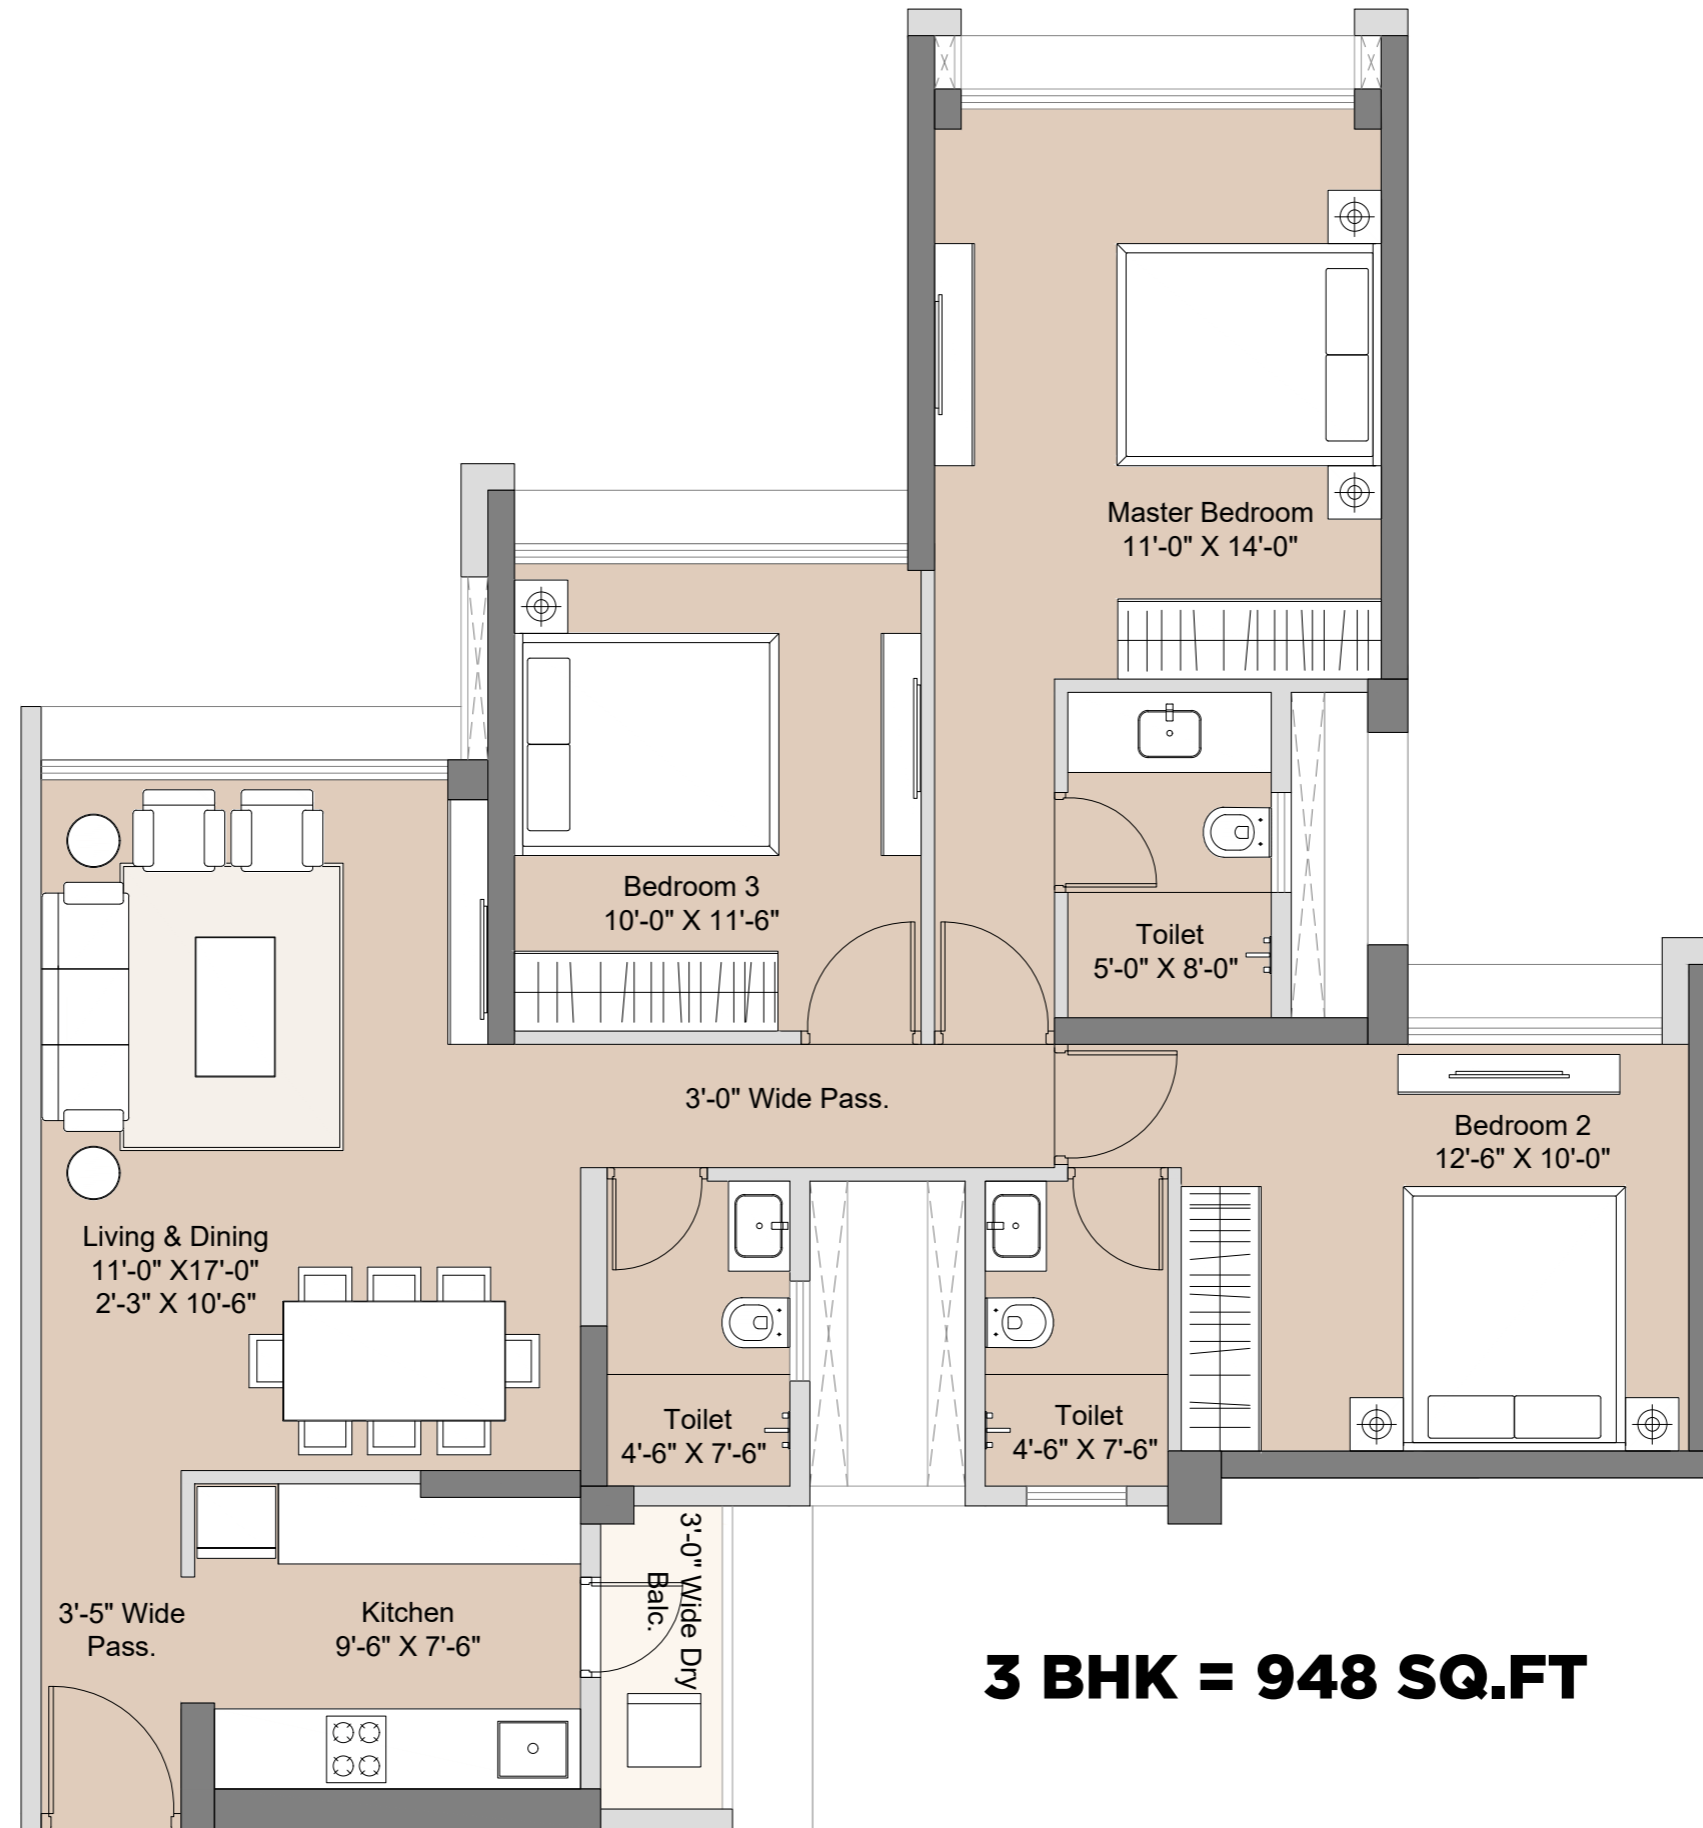 Master Bedroom
11'-0" X 14'-0"
Bedroom 3
10'-0" X 11'-6"
Toilet
5'-0" X 8'-0"
3'-0" Wide Pass.
Bedroom 2
12'-6" X 10'-0"
Living & Dining
11'-0" X17'-0"
2'-3" X 10'-6"
Toilet
4'-6" X 7'-6"
Toilet
4'-6" X 7'-6"
3'-0" Wide Dry
Balc.
3'-5" Wide
Pass.
Kitchen
9'-6" X 7'-6"
3 BHK = 948 SQ.FT